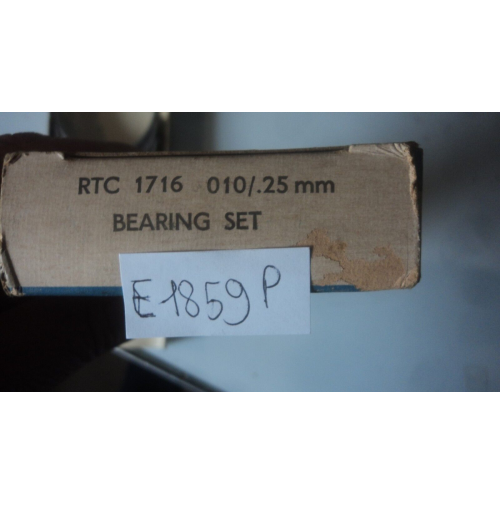 RTC 1716 010/.25 mm
BEARING SET
E1859P